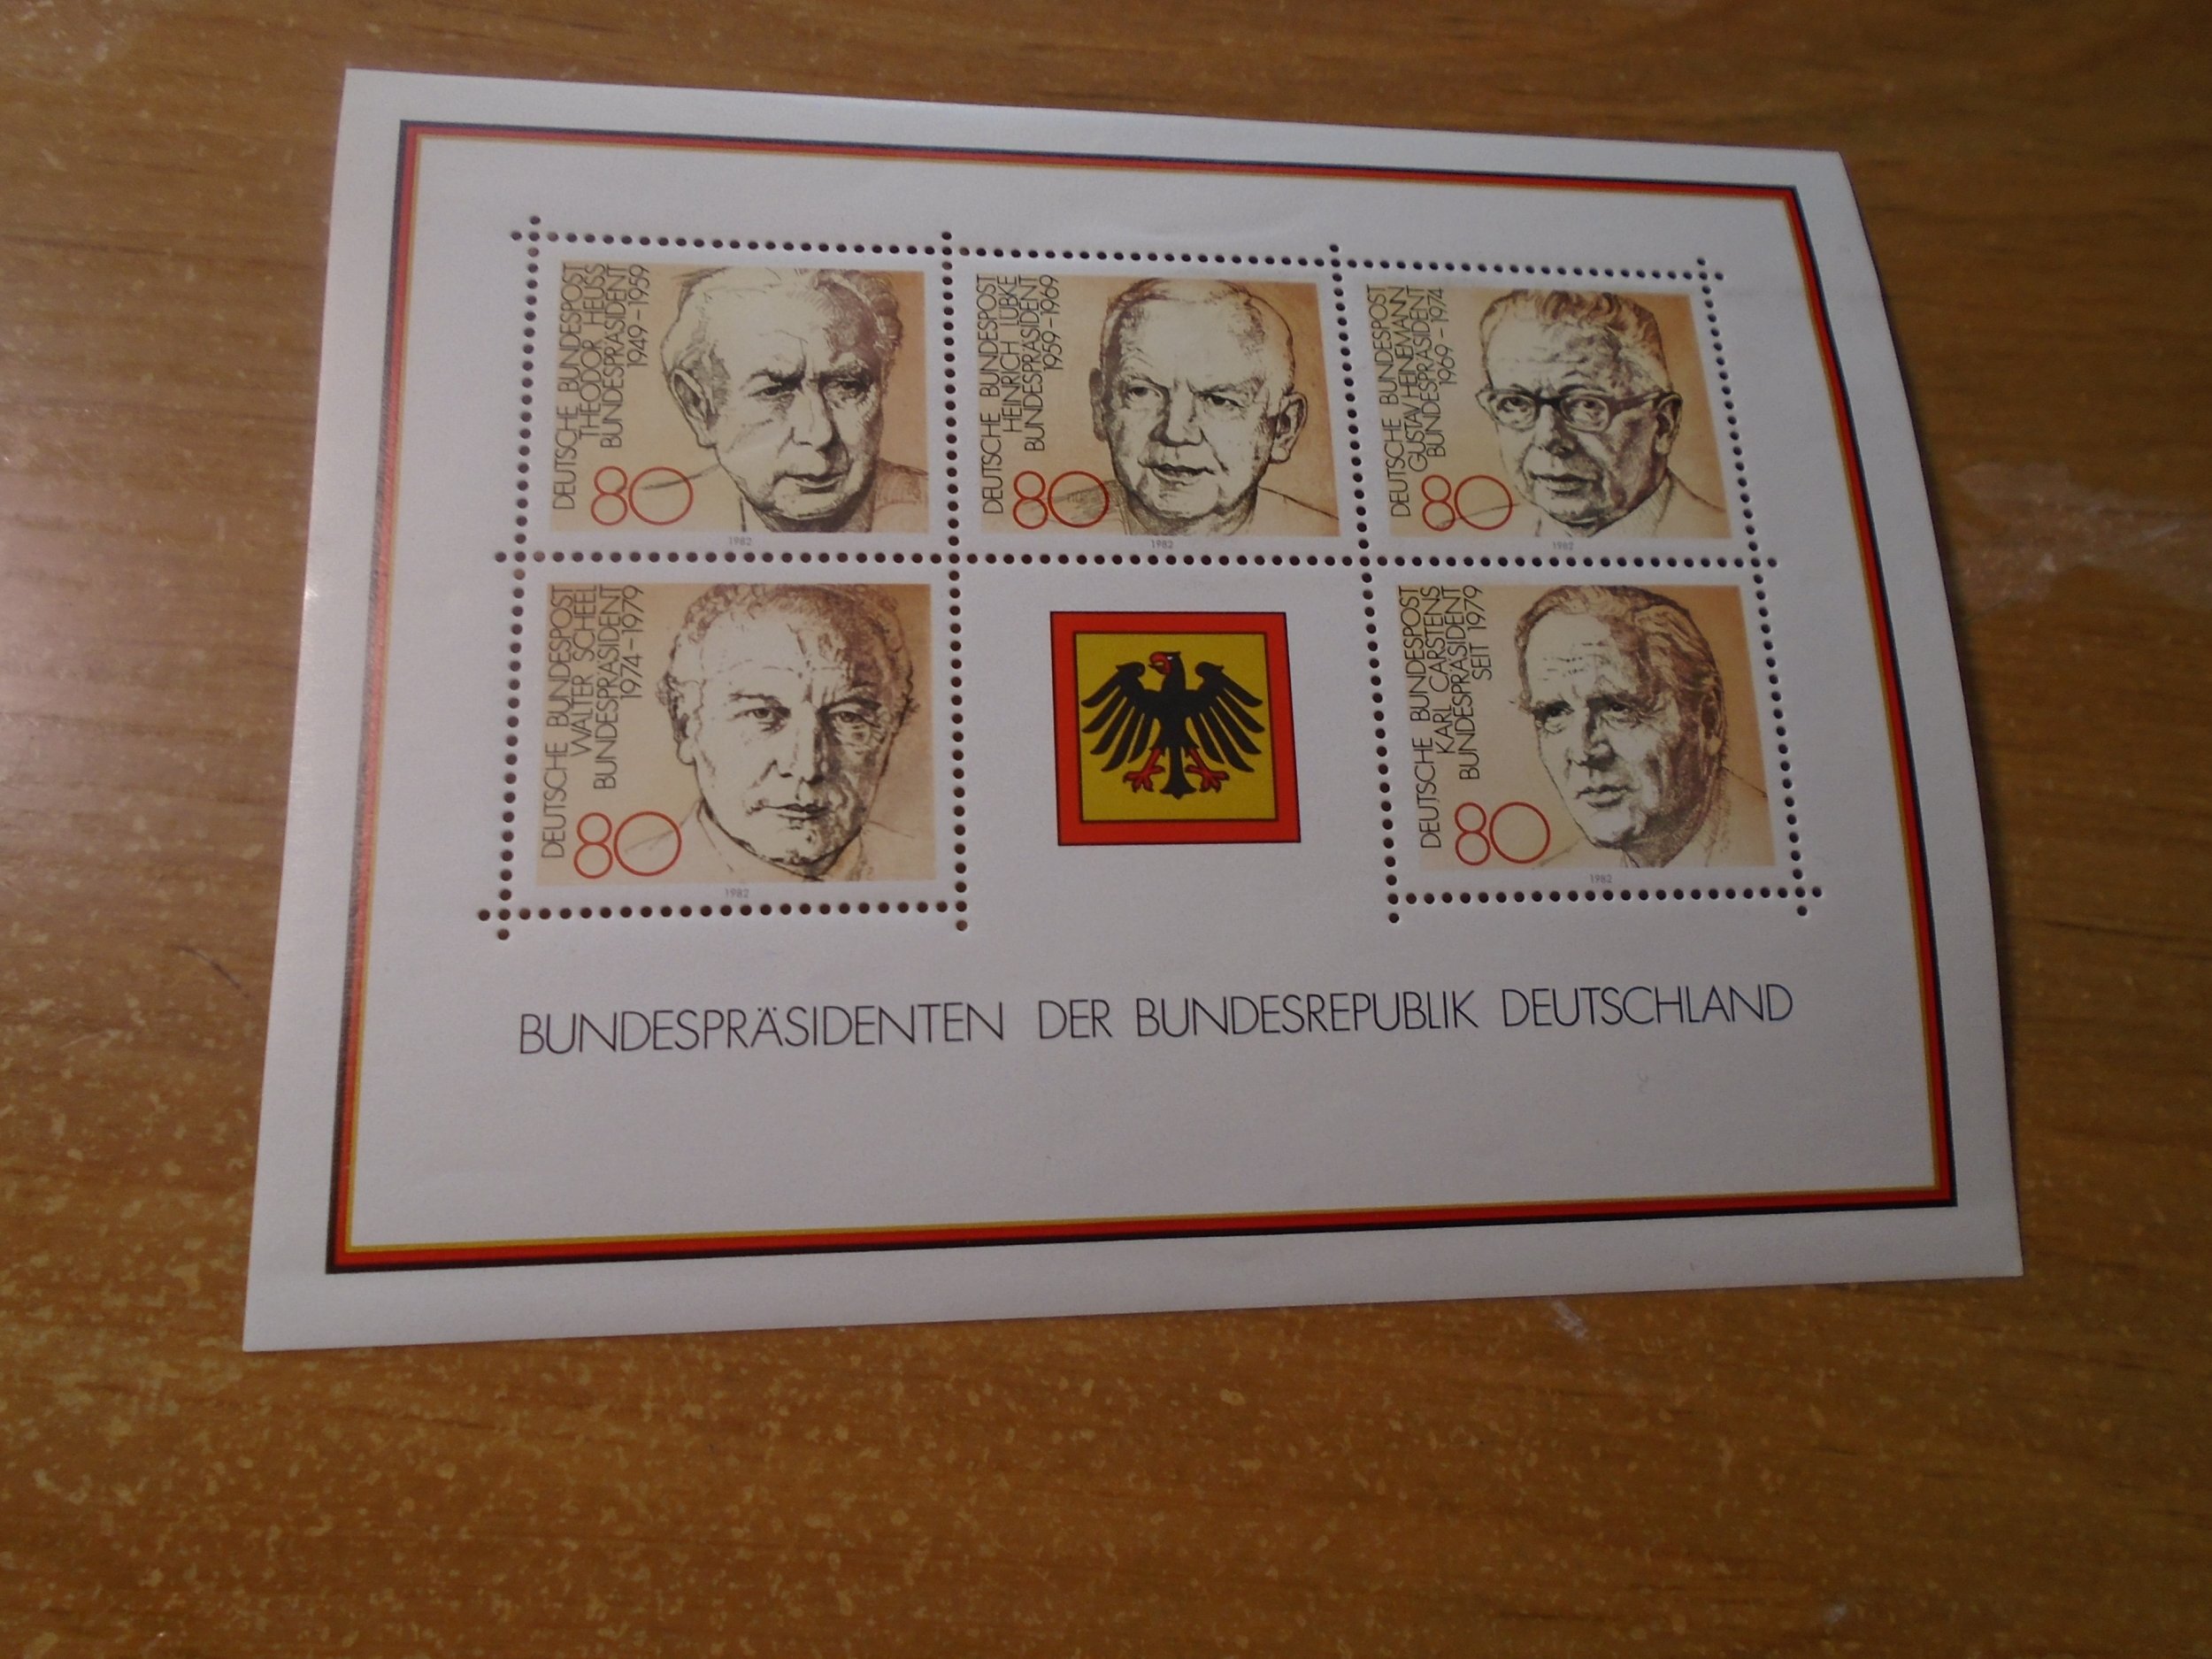 DEUTSCHE BUNDESPOST
THEODOR HEUSS
BUNDESPRÄSIDENT
1949–1959
80
1982
DEUTSCHE BUNDESPOST
HEINRICH LÜBKE
BUNDESPRÄSIDENT
1959–1969
80
1982
DEUTSCHE BUNDESPOST
GUSTAV HEINEMANN
BUNDESPRÄSIDENT
1969–1974
80
1982
DEUTSCHE BUNDESPOST
WALTER SCHEEL
BUNDESPRÄSIDENT
1974–1979
80
1982
DEUTSCHE BUNDESPOST
KARL CARSTENS
BUNDESPRÄSIDENT
SEIT 1979
80
1982
BUNDESPRÄSIDENTEN DER BUNDESREPUBLIK DEUTSCHLAND